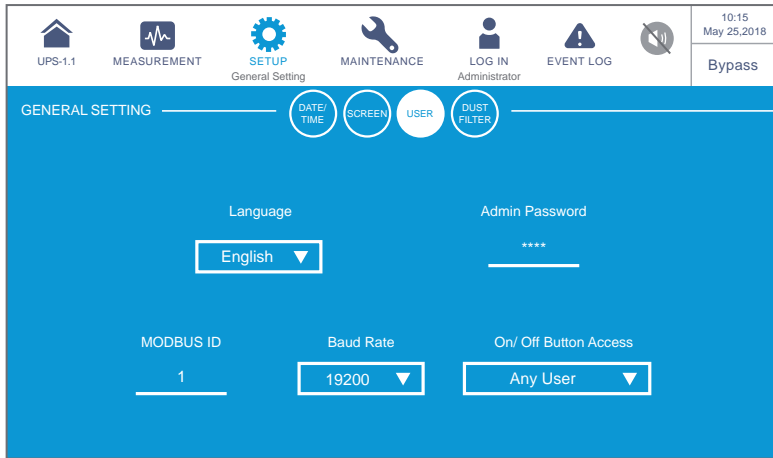 UPS-1.1
MEASUREMENT
SETUP
General Setting
MAINTENANCE
LOG IN
Administrator
EVENT LOG
10:15
May 25,2018
Bypass
GENERAL SETTING
DATE/
TIME
SCREEN
USER
DUST
FILTER
Language
English
Admin Password
****
MODBUS ID
1
Baud Rate
19200
On/ Off Button Access
Any User